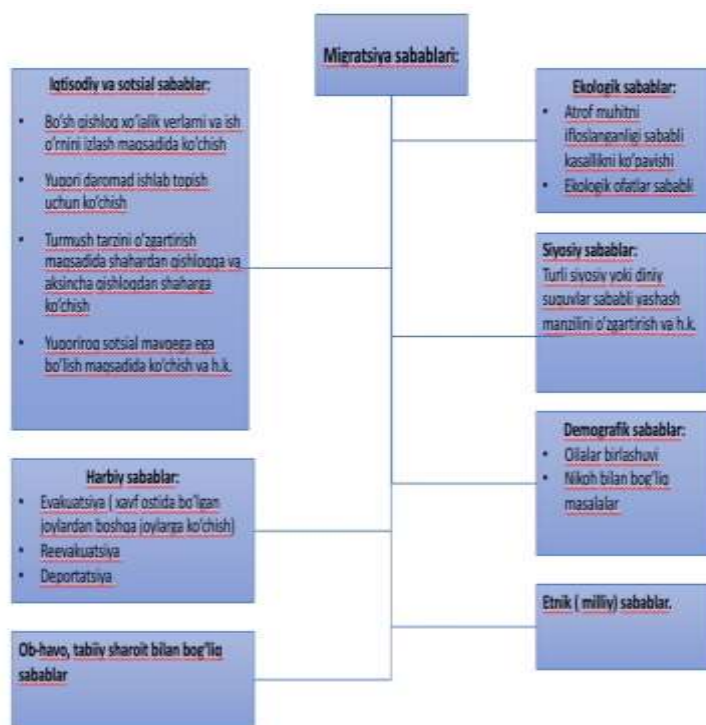 Migratsiya sabablari:
Iqtisodiy va sotsial sabablar:
• Bo'sh qishloq xo'jalik yerlarni va ish
o'rnini izlash maqsadida ko'chish
• Yuqori daromad ishlab topish
uchun ko'chish
• Turmush tarzini o'zgartirish
maqsadida shahardan qishloqqa va
aksincha qishloqdan shaharga
ko'chish
• Yuqoriroq sotsial mavqega ega
bo'lish maqsadida ko'chish va h.k.
Harbiy sabablar:
• Evakuatsiya ( xavf ostida bo'lgan
joylardan boshqa joylarga ko'chish)
• Reevakuatsiya
• Deportatsiya
Ob-havo, tabiiy sharoit bilan bog'liq
sabablar
Ekologik sabablar:
• Atrof muhitni
ifloslanganligi sababli
kasallikni ko'payishi
• Ekologik ofatlar sababli
Siyosiy sabablar:
Turli siyosiy yoki diniy
suquvlar sababli yashash
manzilini o'zgartirish va h.k.
Demografik sabablar:
• Oilalar birlashuvi
• Nikoh bilan bog'liq
masalalar
Etnik ( milliy) sabablar.